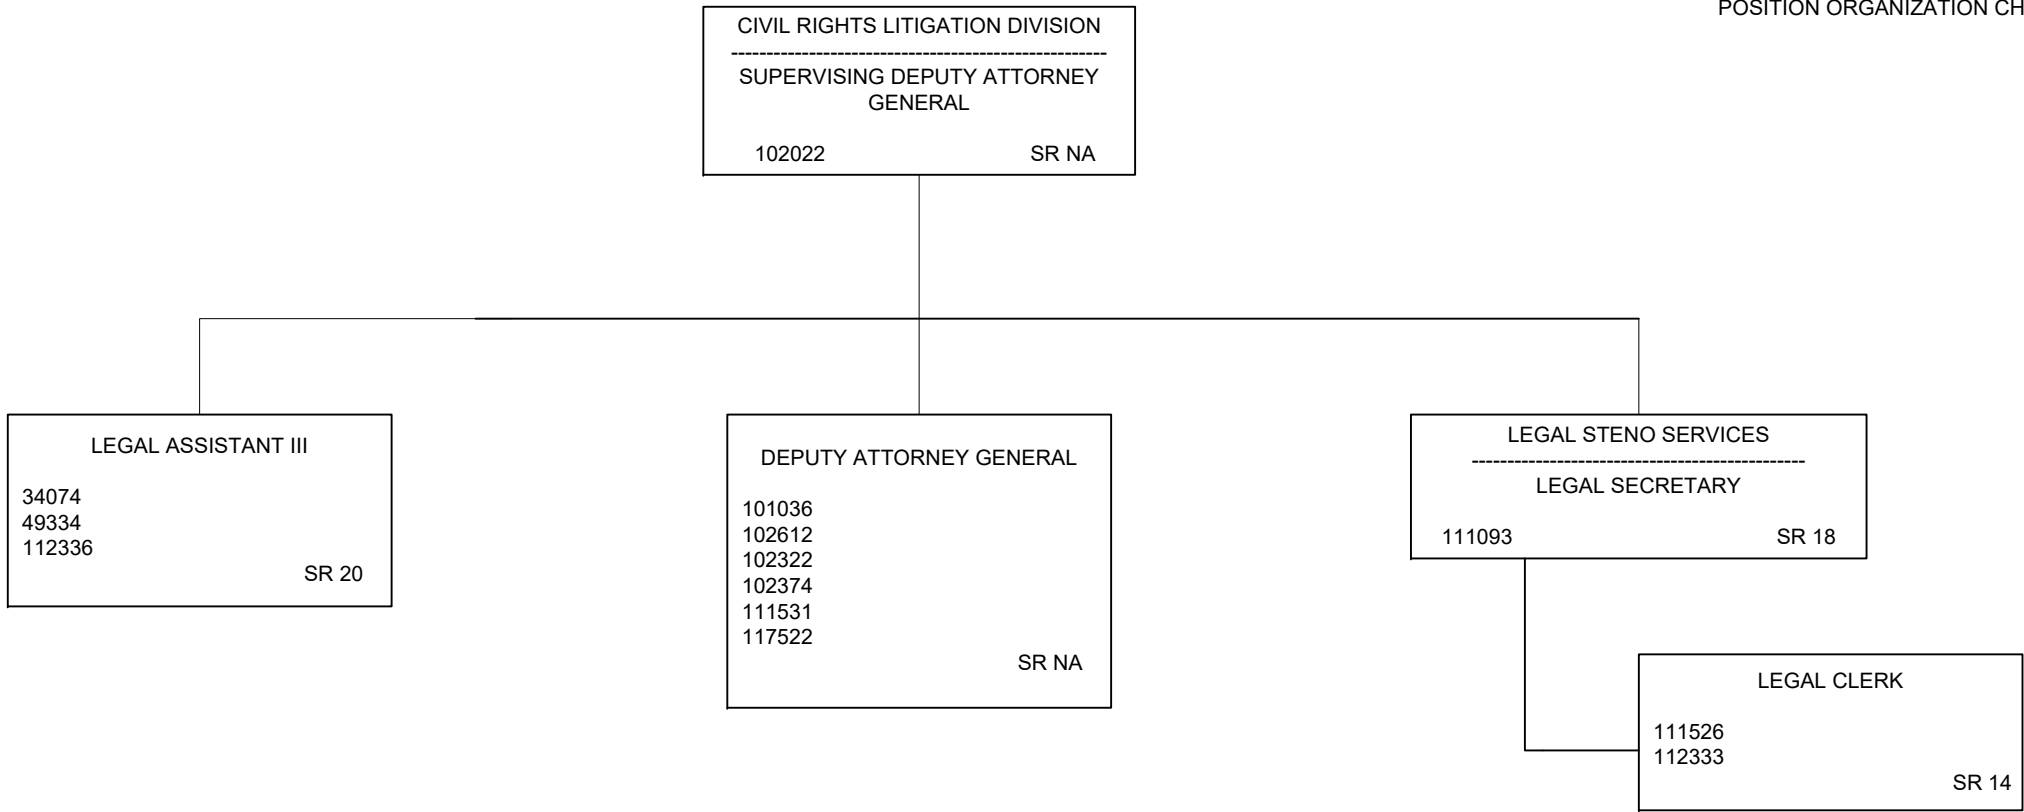 POSITION ORGANIZATION CH
CIVIL RIGHTS LITIGATION DIVISION
-----------------------------------------------------
SUPERVISING DEPUTY ATTORNEY
GENERAL
102022 SR NA
LEGAL ASSISTANT III
34074
49334
112336
SR 20
DEPUTY ATTORNEY GENERAL
101036
102612
102322
102374
111531
117522
SR NA
LEGAL STENO SERVICES
-----------------------------------------------
LEGAL SECRETARY
111093 SR 18
LEGAL CLERK
111526
112333
SR 14